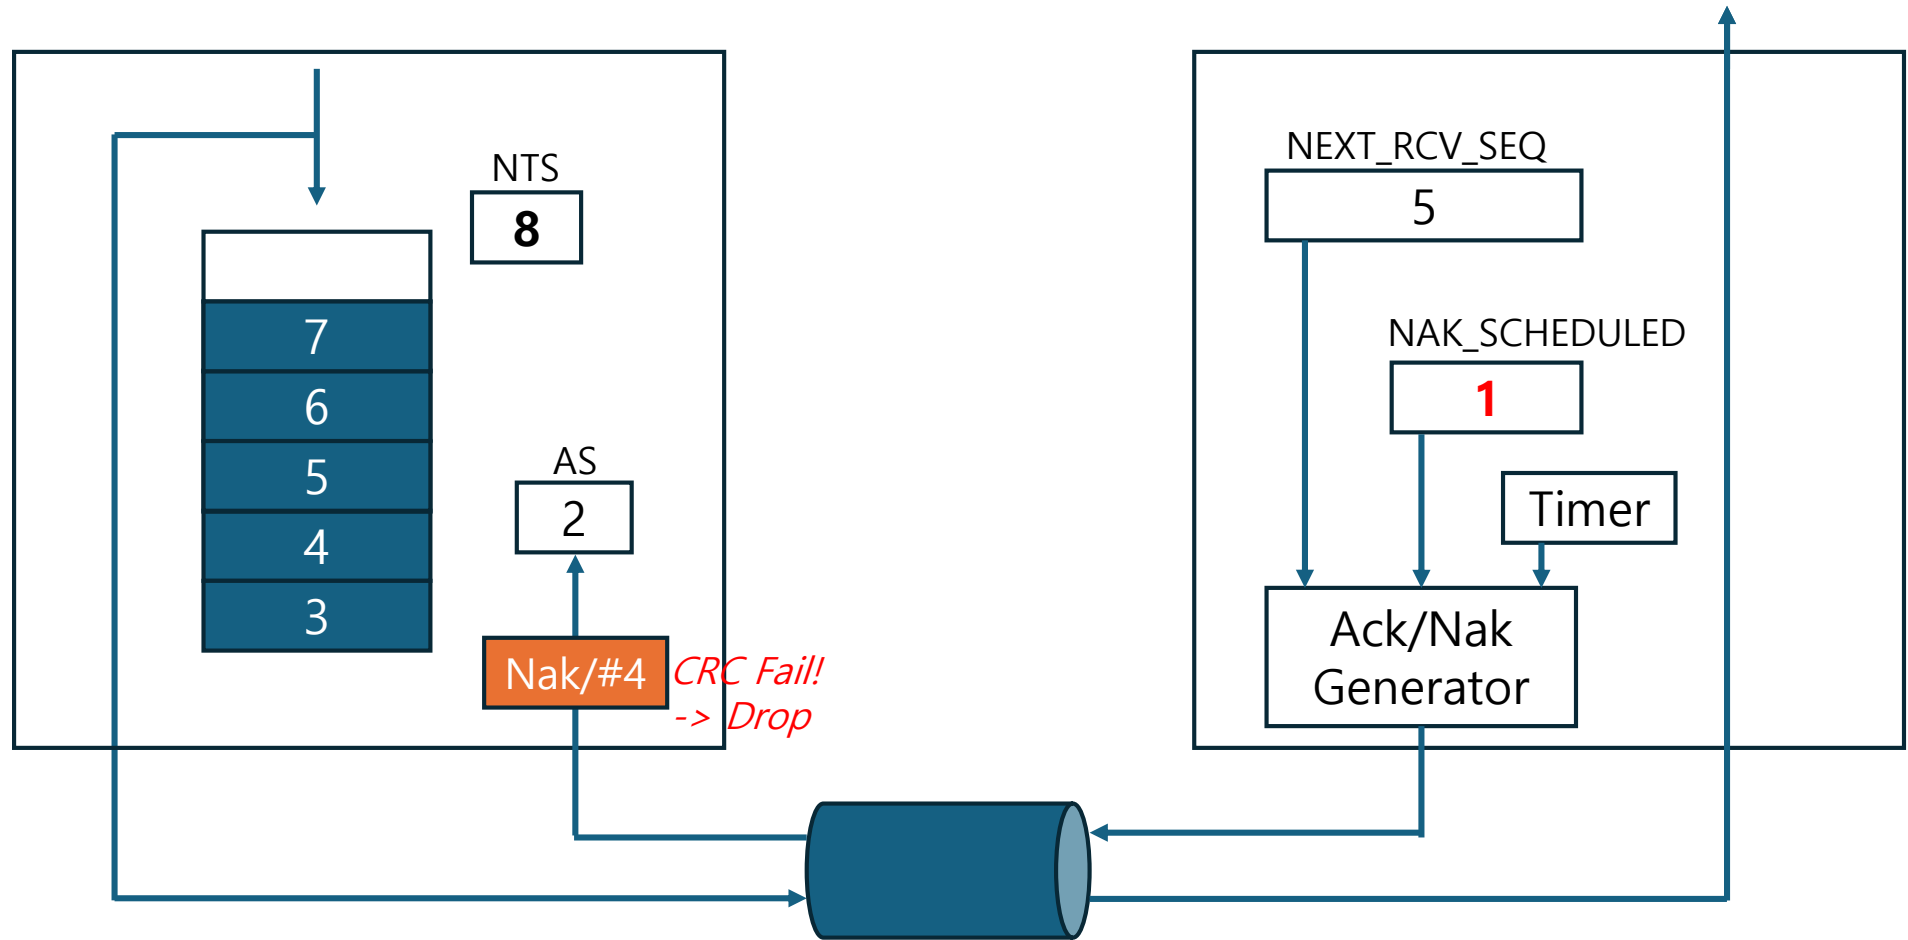 NTS
8
7
6
5
4
3
AS
2
Nak/#4
CRC Fail!
-> Drop
NEXT_RCV_SEQ
5
NAK_SCHEDULED
1
Timer
Ack/Nak
Generator